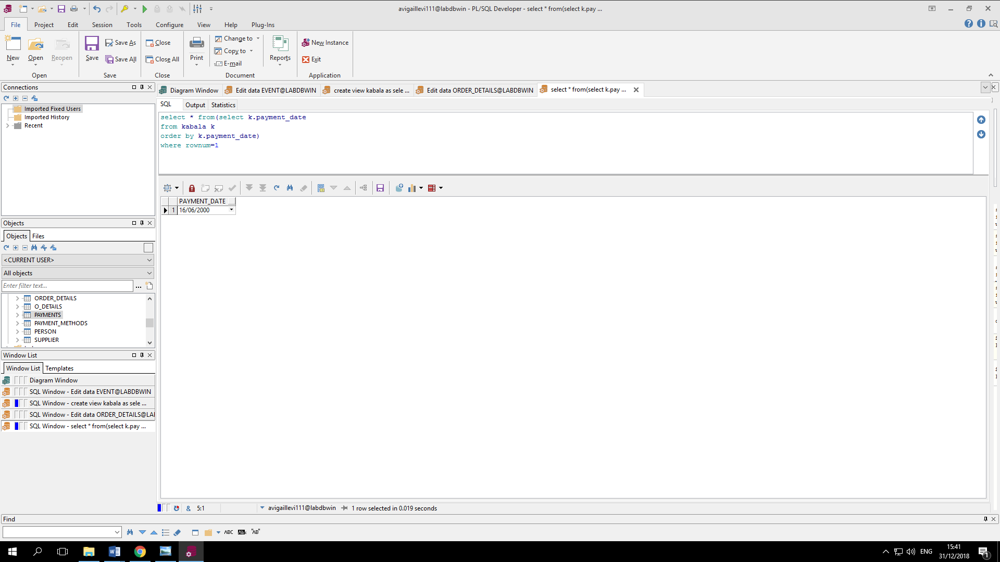 avigaillevi111@labdbwin - PL/SQL Developer - select * from(select k.pay ...
File Project Edit Session Tools Configure View Help Plug-Ins
New Open Reopen
Open
Save Save As Save All
Save
Close Close All
Close
Print Change to Copy to E-mail Reports
Document
New Instance Exit
Application
Connections
Imported Fixed Users
Imported History
Recent
Objects
Objects Files
<CURRENT USER>
All objects
Enter filter text...
ORDER_DETAILS
O_DETAILS
PAYMENTS
PAYMENT_METHODS
PERSON
SUPPLIER
Window List
Window List Templates
Diagram Window
SQL Window - Edit data EVENT@LABDBWIN
SQL Window - create view kabala as sele ...
SQL Window - Edit data ORDER_DETAILS@LA
SQL Window - select * from(select k.pay ...
Diagram Window Edit data EVENT@LABDBWIN create view kabala as sele ... Edit data ORDER_DETAILS@LABDBWIN select * from(select k.pay ...
SQL Output Statistics
select * from(select k.payment_date
from kabala k
order by k.payment_date)
where rownum=1
PAYMENT_DATE
1 16/06/2000
& 5:1 avigaillevi111@labdbwin 1 row selected in 0.019 seconds
Find
ABC AB "AB"
ENG 15:41
31/12/2018
1